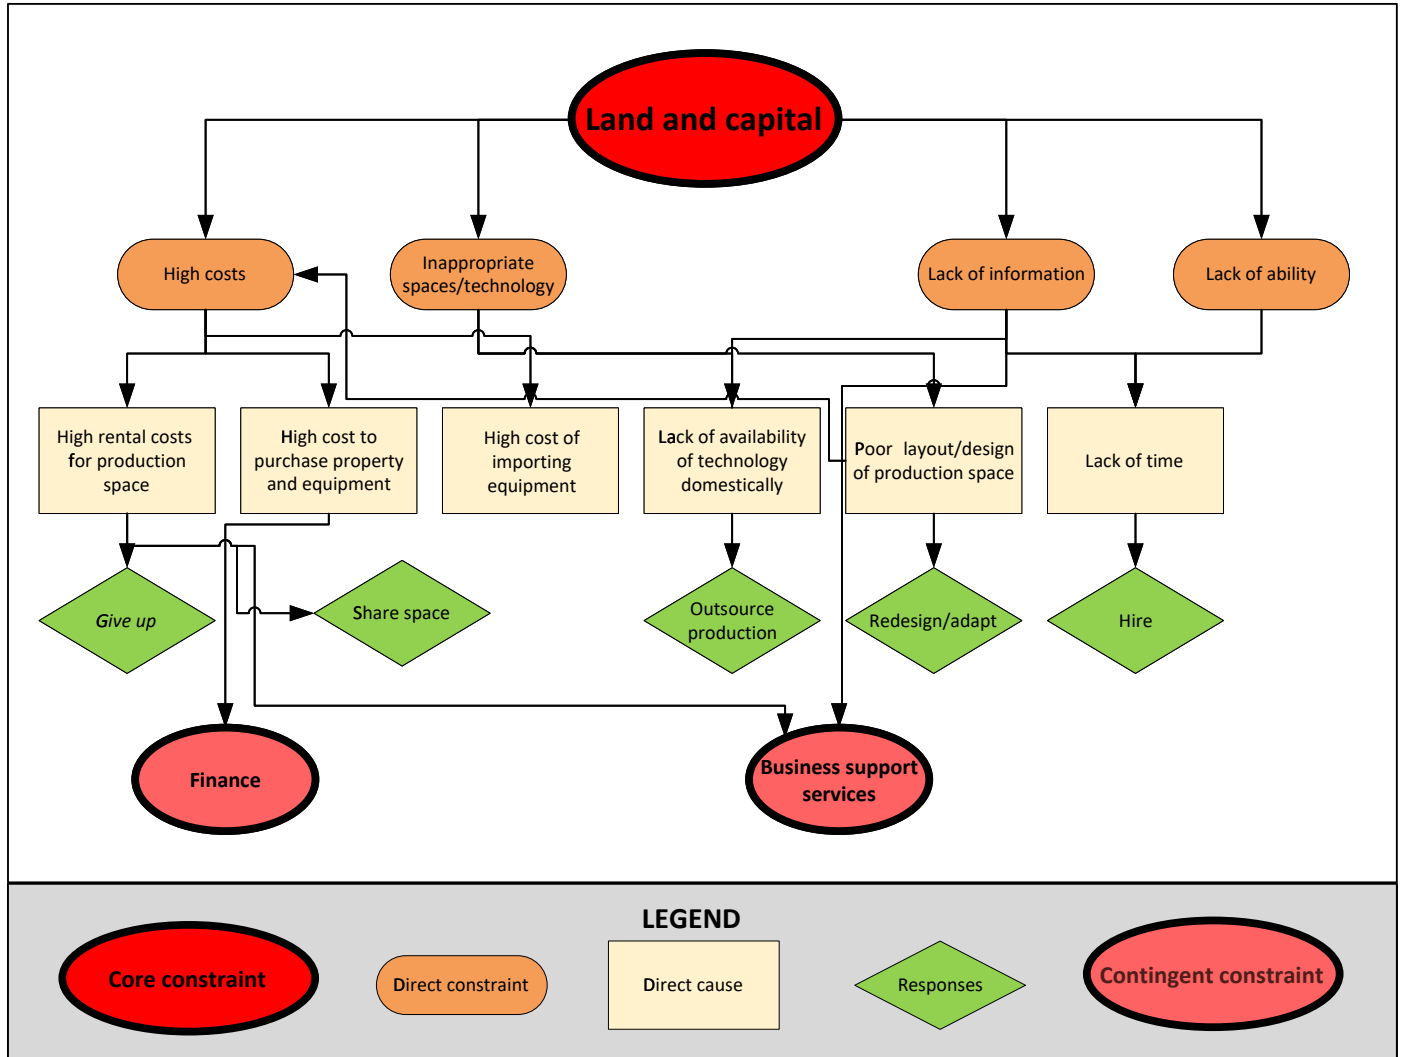 Land and capital
High costs
Inappropriate
spaces/technology
Lack of information
Lack of ability
High rental costs
for production
space
High cost to
purchase property
and equipment
High cost of
importing
equipment
Lack of availability
of technology
domestically
Poor layout/design
of production space
Lack of time
Give up
Share space
Outsource
production
Redesign/adapt
Hire
Finance
Business support
services
LEGEND
Core constraint
Direct constraint
Direct cause
Responses
Contingent constraint